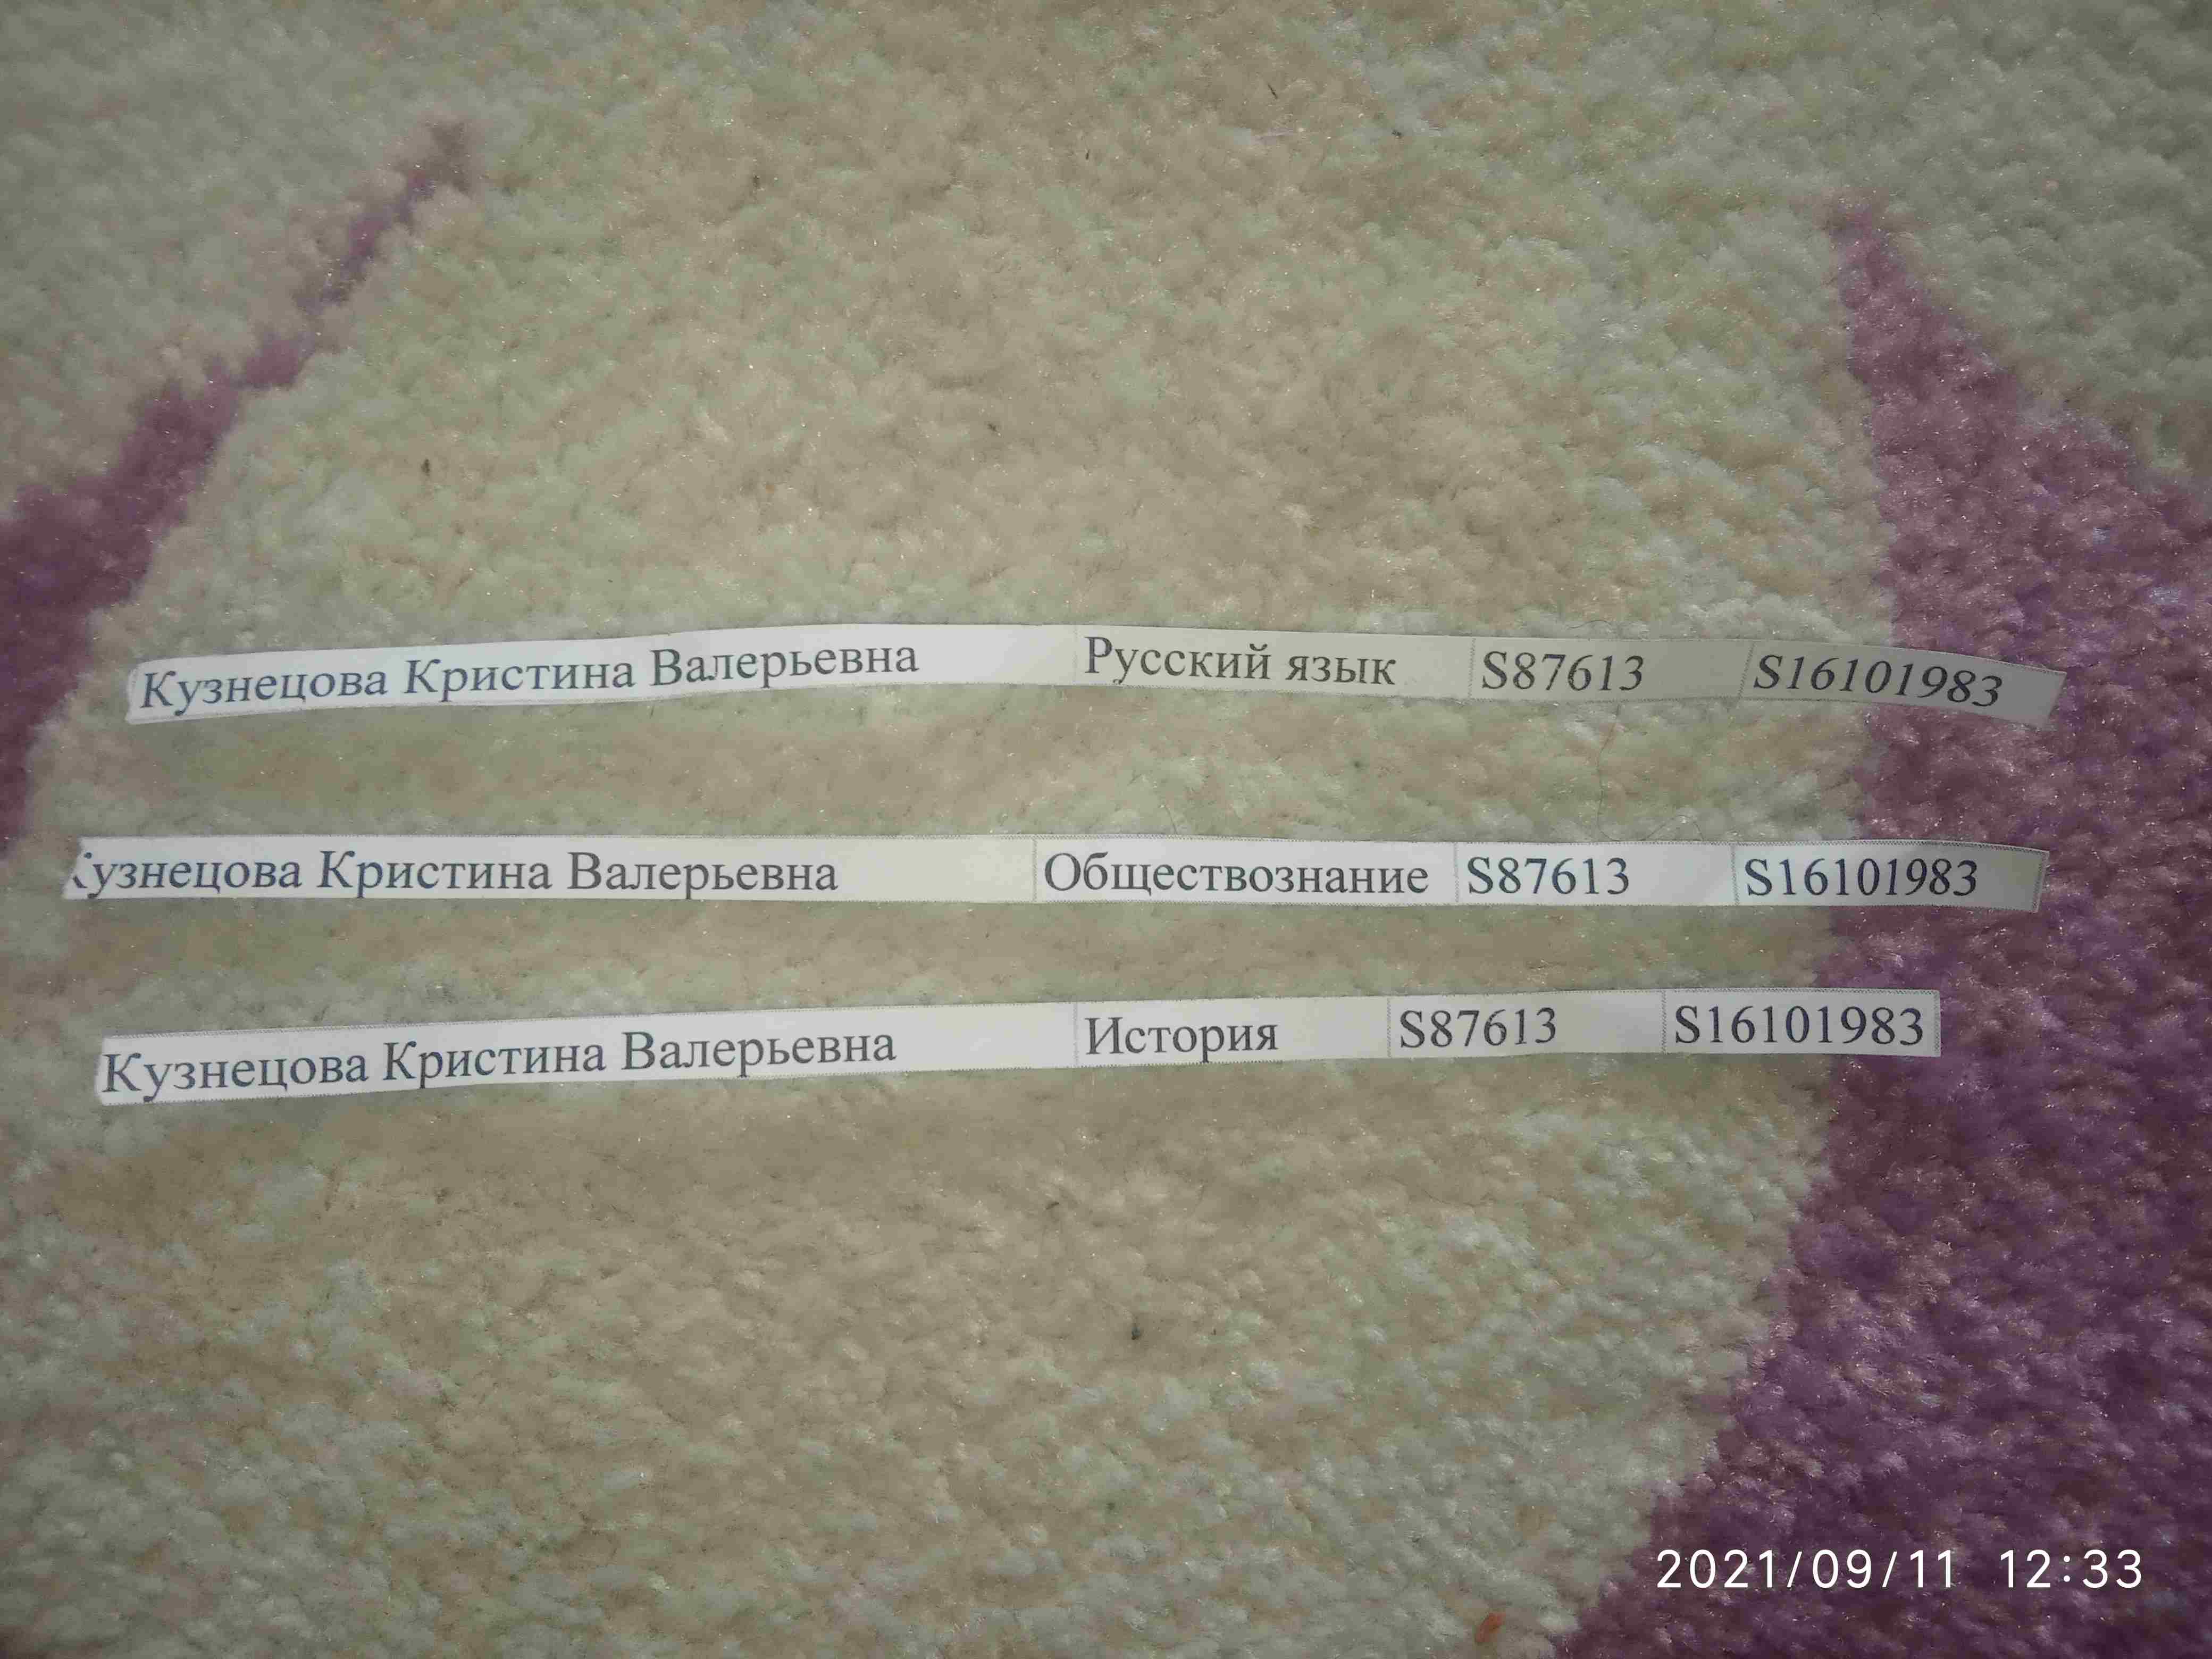 Кузнецова Кристина Валерьевна Русский язык S87613 S16101983
Кузнецова Кристина Валерьевна Обществознание S87613 S16101983
Кузнецова Кристина Валерьевна История S87613 S16101983
2021/09/11 12:33